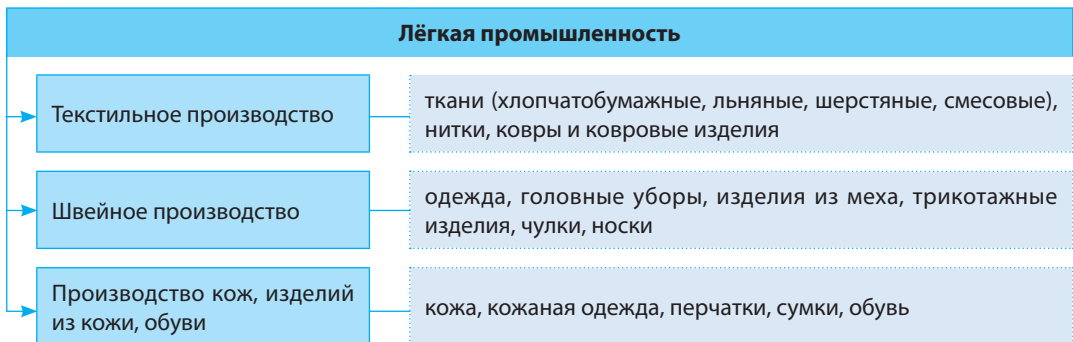 Лёгкая промышленность
Текстильное производство
ткани (хлопчатобумажные, льняные, шерстяные, смесовые),
нитки, ковры и ковровые изделия
Швейное производство
одежда, головные уборы, изделия из меха, трикотажные
изделия, чулки, носки
Производство кож, изделий
из кожи, обуви
кожа, кожаная одежда, перчатки, сумки, обувь